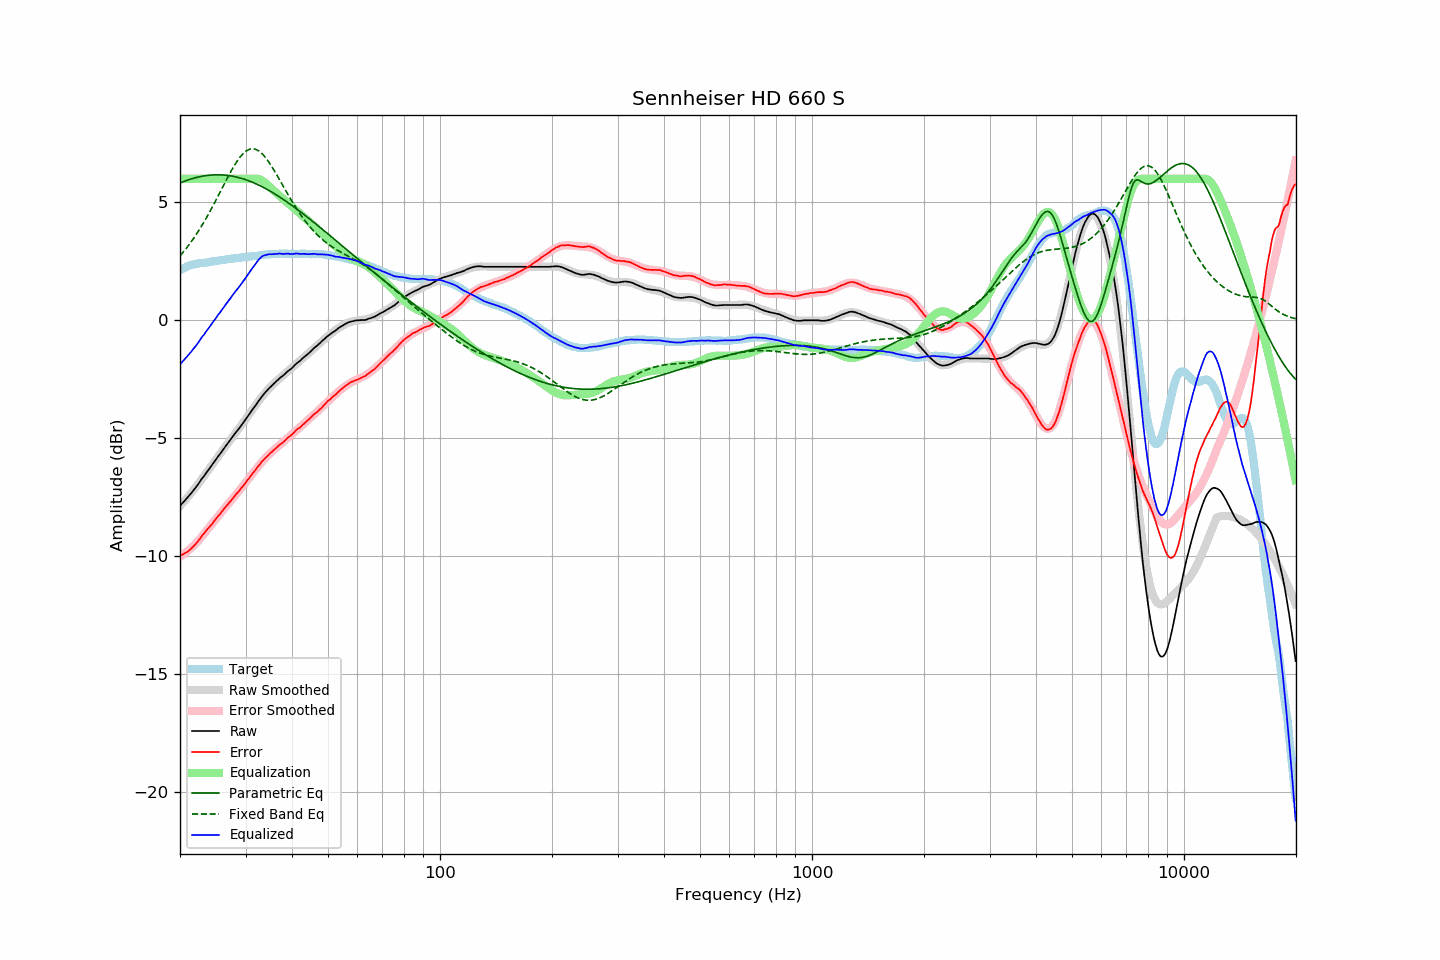 Sennheiser HD 660 S
Amplitude (dBr)
5
0
−5
−10
−15
−20
Target
Raw Smoothed
Error Smoothed
Raw
Error
Equalization
Parametric Eq
Fixed Band Eq
Equalized
100
1000
10000
Frequency (Hz)